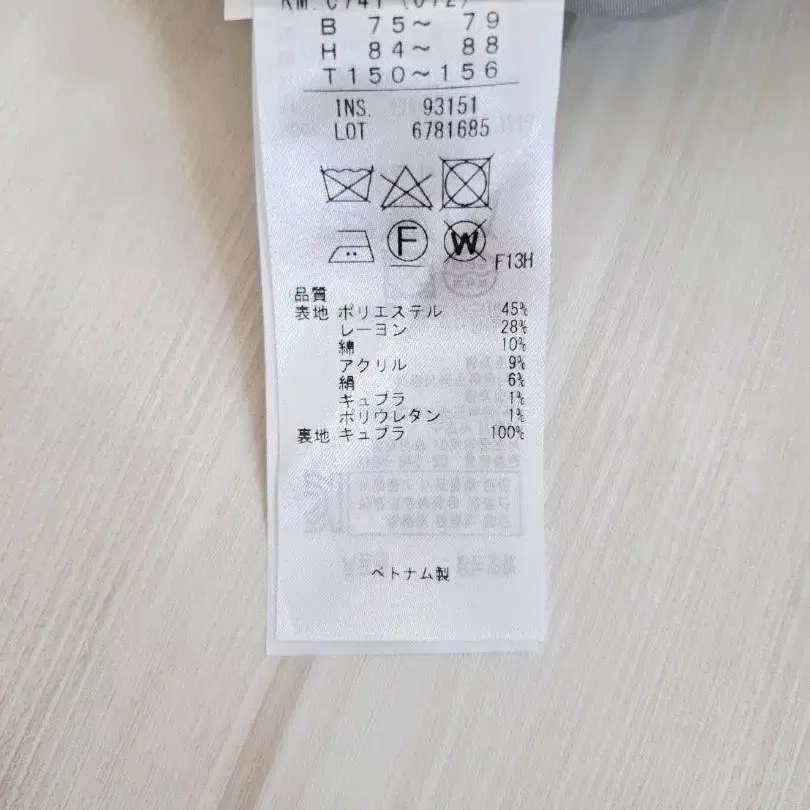 B 75～ 79
H 84～ 88
T150～156
INS. 93151
LOT 6781685
F
W
F13H
品質
表地 ポリエステル 45%
レーヨン 28%
綿 10%
アクリル 9%
絹 6%
キュプラ 1%
ポリウレタン 1%
裏地 キュプラ 100%
ベトナム製